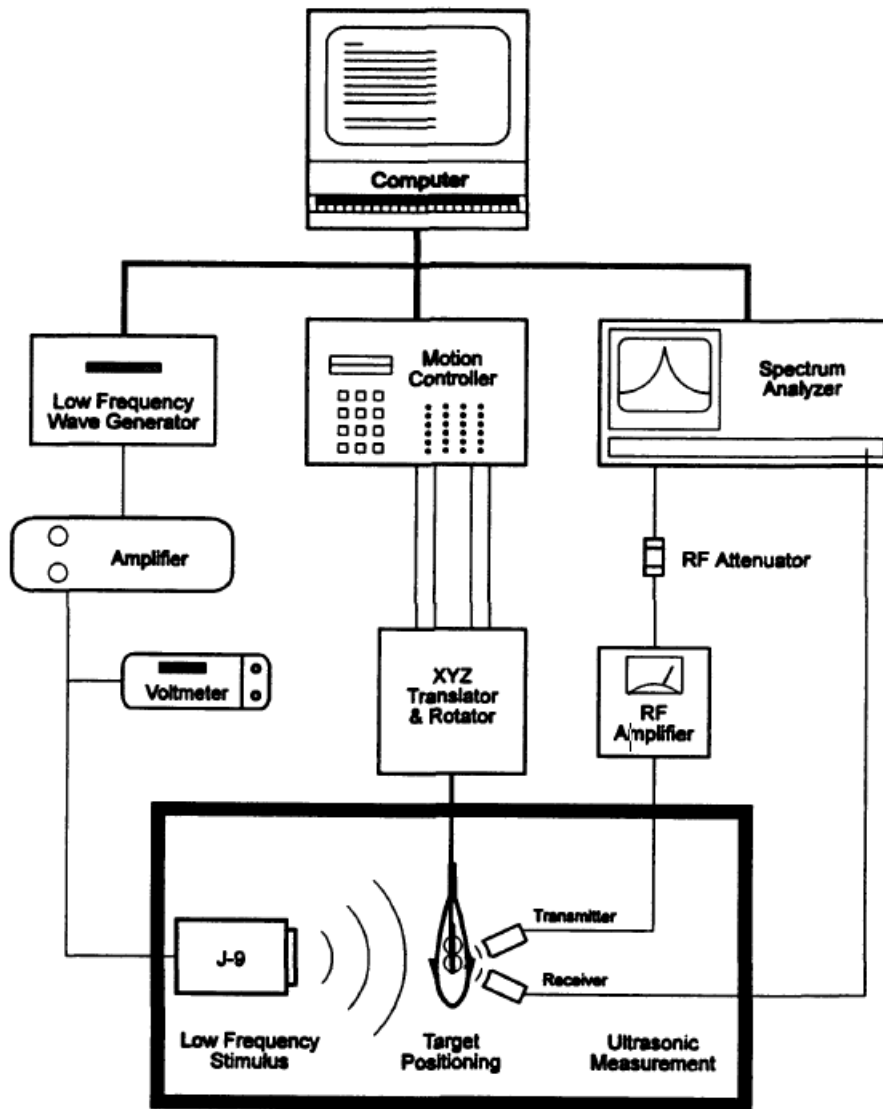 Computer
Low Frequency
Wave Generator
Motion
Controller
Spectrum
Analyzer
Amplifier
RF Attenuator
Voltmeter
XYZ
Translator
& Rotator
RF
Amplifier
J-9
Transmitter
Receiver
Low Frequency
Stimulus
Target
Positioning
Ultrasonic
Measurement